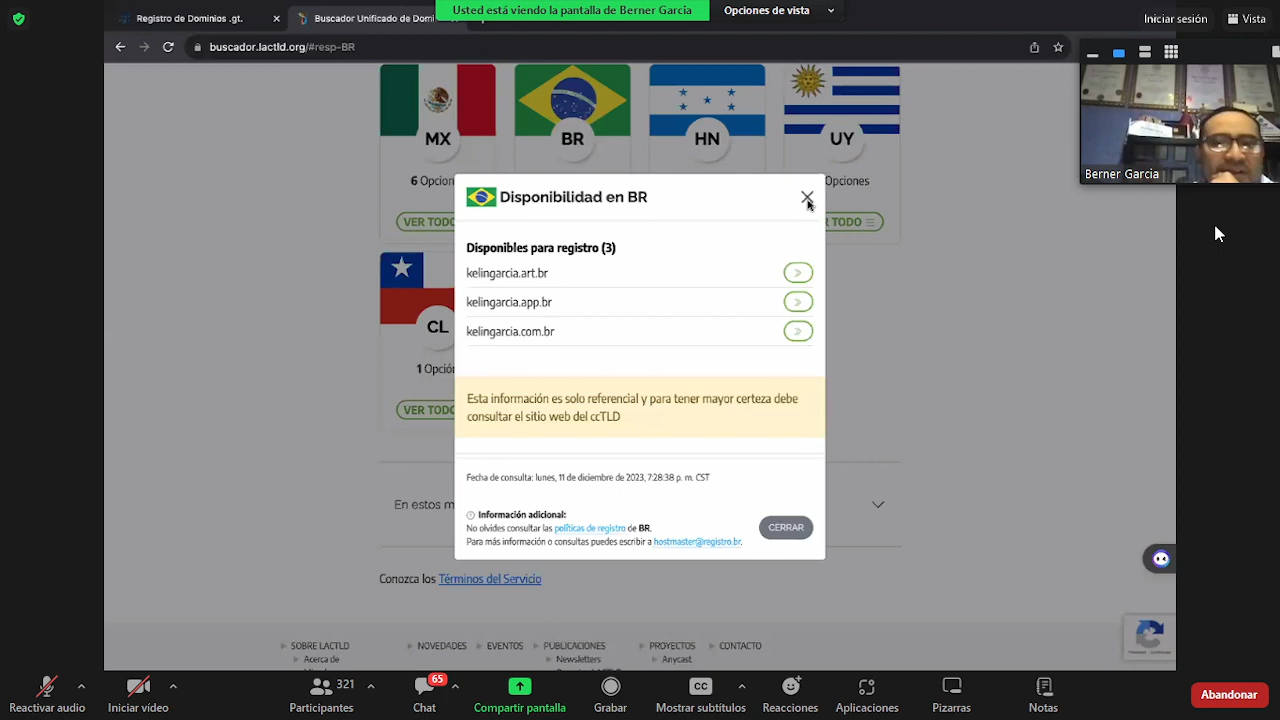 Usted está viendo la pantalla de Berner Garcia
Opciones de vista
Iniciar sesión
Vista
Registro de Dominios .gt.
Buscador Unificado de Dom
buscador.lactld.org/#resp-BR
MX
BR
HN
UY
6 Opcion
Opciones
VER TODO
R TODO
CL
1 Opció
VER TODO
Berner Garcia
Disponibilidad en BR
Disponibles para registro (3)
kelingarcia.art.br
kelingarcia.app.br
kelingarcia.com.br
Esta información es solo referencial y para tener mayor certeza debe
consultar el sitio web del ccTLD
Fecha de consulta: lunes, 11 de diciembre de 2023, 7:28:38 p. m. CST
Información adicional:
No olvides consultar las políticas de registro de BR.
Para más información o consultas puedes escribir a hostmaster@registro.br.
CERRAR
En estos m
Conozca los Términos del Servicio
SOBRE LACTLD
NOVEDADES
EVENTOS
PUBLICACIONES
PROYECTOS
CONTACTO
Acerca de
Newsletters
Anycast
65
321
CC
Reactivar audio
Iniciar vídeo
Participantes
Chat
Compartir pantalla
Grabar
Mostrar subtítulos
Reacciones
Aplicaciones
Pizarras
Notas
Abandonar